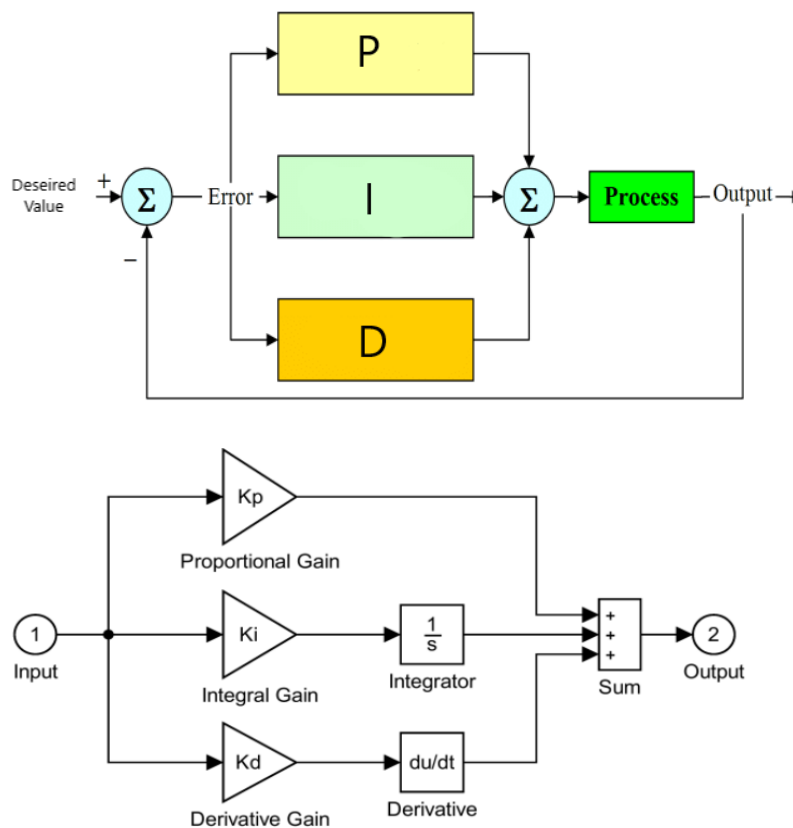 P
Deseired
Value
+
Σ
Error
I
Σ
Process
Output
−
D
Kp
Proportional Gain
1
Input
Ki
Integral Gain
1
s
Integrator
+
+
+
Sum
2
Output
Kd
Derivative Gain
du/dt
Derivative